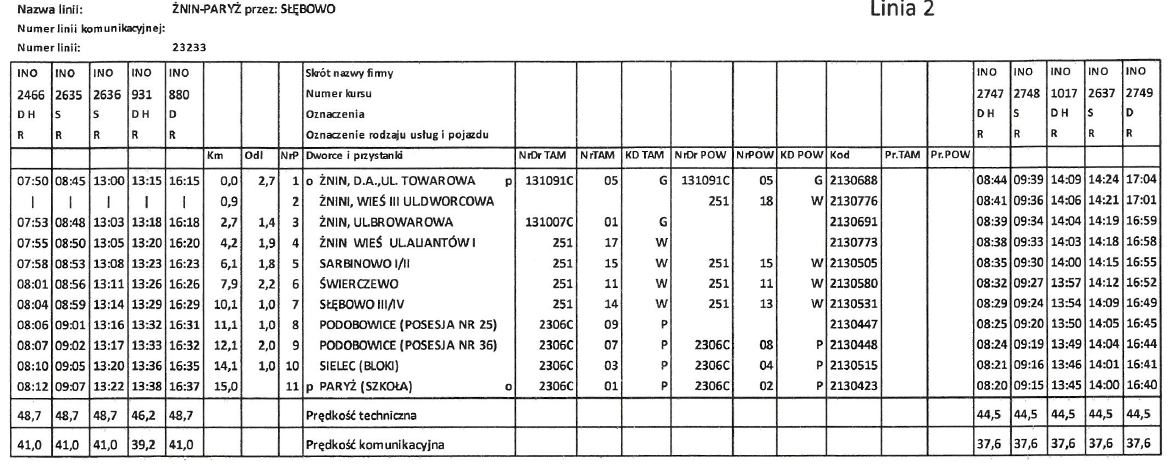 Nazwa linii: ŻNIN-PARYŻ przez: SŁĘBOWO Linia 2
Numer linii komunikacyjnej:
Numer linii: 23233
INO INO INO INO INO Skrót nazwy firmy INO INO INO INO INO
2466 2635 2636 931 880 Numer kursu 2747 2748 1017 2637 2749
D H S S D H D Oznaczenia D H S D H S D
R R R R R Oznaczenie rodzaju usług i pojazdu R R R R R
Km Odl NrP Dworce i przystanki NrDr TAM NrTAM KD TAM NrDr POW NrPOW KD POW Kod Pr.TAM Pr.POW
07:50 08:45 13:00 13:15 16:15 0,0 2,7 1 o ŻNIN, D.A.,UL. TOWAROWA p 131091C 05 G 131091C 05 G 2130688 08:44 09:39 14:09 14:24 17:04
| | | | | 0,9 2 ŻNINI, WIEŚ III UL.DWORCOWA 251 18 W 2130776 08:41 09:36 14:06 14:21 17:01
07:53 08:48 13:03 13:18 16:18 2,7 1,4 3 ŻNIN, UL.BROWAROWA 131007C 01 G 2130691 08:39 09:34 14:04 14:19 16:59
07:55 08:50 13:05 13:20 16:20 4,2 1,9 4 ŻNIN WIEŚ UL.ALIANTÓW I 251 17 W 2130773 08:38 09:33 14:03 14:18 16:58
07:58 08:53 13:08 13:23 16:23 6,1 1,8 5 SARBINOWO I/II 251 15 W 251 15 W 2130505 08:35 09:30 14:00 14:15 16:55
08:01 08:56 13:11 13:26 16:26 7,9 2,2 6 ŚWIERCZEWO 251 11 W 251 11 W 2130580 08:32 09:27 13:57 14:12 16:52
08:04 08:59 13:14 13:29 16:29 10,1 1,0 7 SŁĘBOWO III/IV 251 14 W 251 13 W 2130531 08:29 09:24 13:54 14:09 16:49
08:06 09:01 13:16 13:32 16:31 11,1 1,0 8 PODOBOWICE (POSESJA NR 25) 2306C 09 P 2130447 08:25 09:20 13:50 14:05 16:45
08:07 09:02 13:17 13:33 16:32 12,1 2,0 9 PODOBOWICE (POSESJA NR 36) 2306C 07 P 2306C 08 P 2130448 08:24 09:19 13:49 14:04 16:44
08:10 09:05 13:20 13:36 16:35 14,1 1,0 10 SIELEC (BLOKI) 2306C 03 P 2306C 04 P 2130515 08:21 09:16 13:46 14:01 16:41
08:12 09:07 13:22 13:38 16:37 15,0 11 p PARYŻ (SZKOŁA) o 2306C 01 P 2306C 02 P 2130423 08:20 09:15 13:45 14:00 16:40
48,7 48,7 48,7 46,2 48,7 Prędkość techniczna 44,5 44,5 44,5 44,5 44,5
41,0 41,0 41,0 39,2 41,0 Prędkość komunikacyjna 37,6 37,6 37,6 37,6 37,6